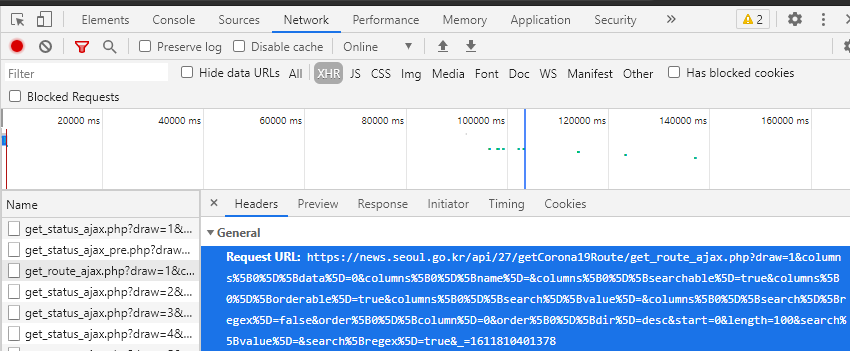 Elements Console Sources Network Performance Memory Application Security » 2
Preserve log Disable cache Online
Filter Hide data URLs All XHR JS CSS Img Media Font Doc WS Manifest Other Has blocked cookies
Blocked Requests
20000 ms 40000 ms 60000 ms 80000 ms 100000 ms 120000 ms 140000 ms 160000 ms
Name × Headers Preview Response Initiator Timing Cookies
get_status_ajax.php?draw=1&...
get_status_ajax_pre.php?draw...
get_route_ajax.php?draw=1&c...
get_status_ajax.php?draw=2&...
get_status_ajax.php?draw=3&...
get_status_ajax.php?draw=4&...
General
Request URL: https://news.seoul.go.kr/api/27/getCorona19Route/get_route_ajax.php?draw=1&column
s%5B0%5D%5Bdata%5D=0&columns%5B0%5D%5Bname%5D=&columns%5B0%5D%5Bsearchable%5D=true&columns%5B
0%5D%5Borderable%5D=true&columns%5B0%5D%5Bsearch%5D%5Bvalue%5D=&columns%5B0%5D%5Bsearch%5D%5Br
egex%5D=false&order%5B0%5D%5Bcolumn%5D=0&order%5B0%5D%5Bdir%5D=desc&start=0&length=100&search%
5Bvalue%5D=&search%5Bregex%5D=true&_=1611810401378